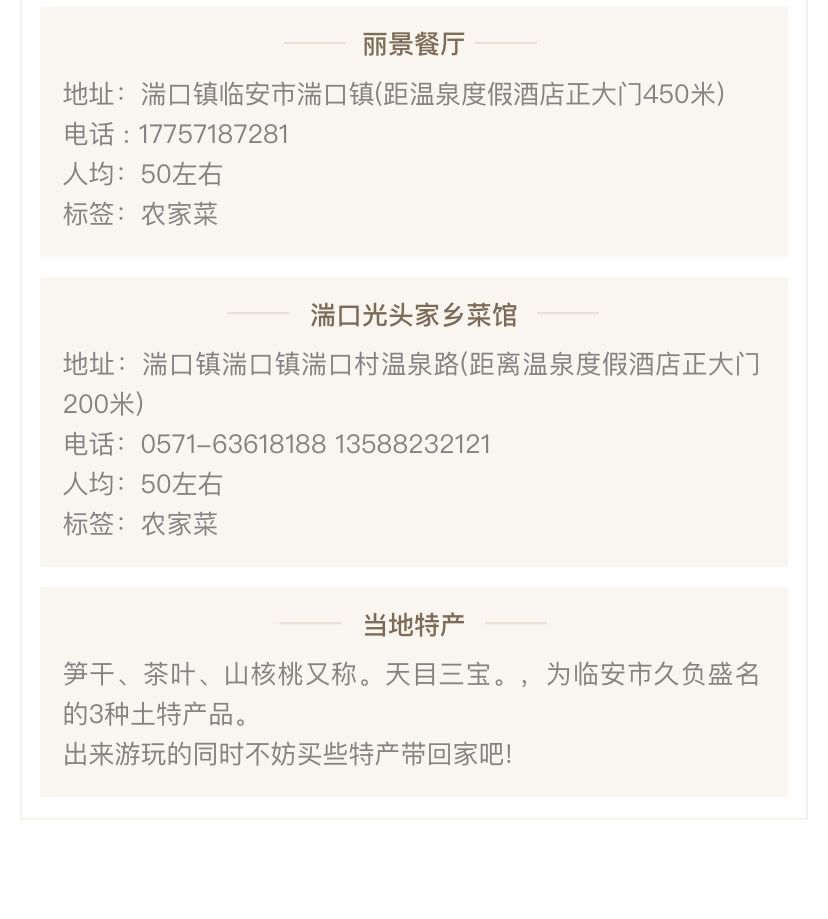 丽景餐厅
地址：湍口镇临安市湍口镇(距温泉度假酒店正大门450米)
电话 : 17757187281
人均：50左右
标签：农家菜
湍口光头家乡菜馆
地址：湍口镇湍口镇湍口村温泉路(距离温泉度假酒店正大门
200米)
电话：0571-63618188 13588232121
人均：50左右
标签：农家菜
当地特产
笋干、茶叶、山核桃又称。天目三宝。，为临安市久负盛名
的3种土特产品。
出来游玩的同时不妨买些特产带回家吧!